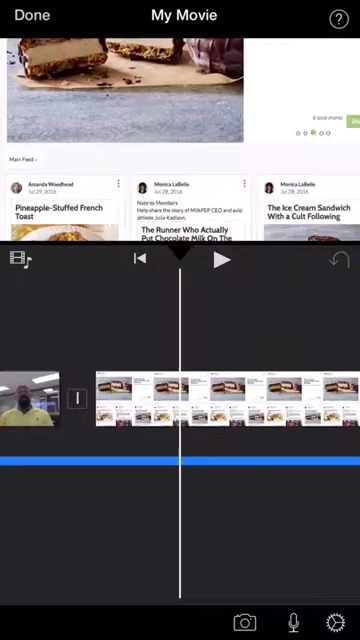 Done
My Movie
?
6 total shares
Main Feed
Amanda Woodhead
Jul 29, 2016
Pineapple-Stuffed French
Toast
Monica LaBelle
Jul 28, 2016
Note to Members
Help share the story of MilkPEP CEO and avid
athlete Julia Kadison.
The Runner Who Actually
Put Chocolate Milk On The
Monica LaBelle
Jul 28, 2016
The Ice Cream Sandwich
With a Cult Following